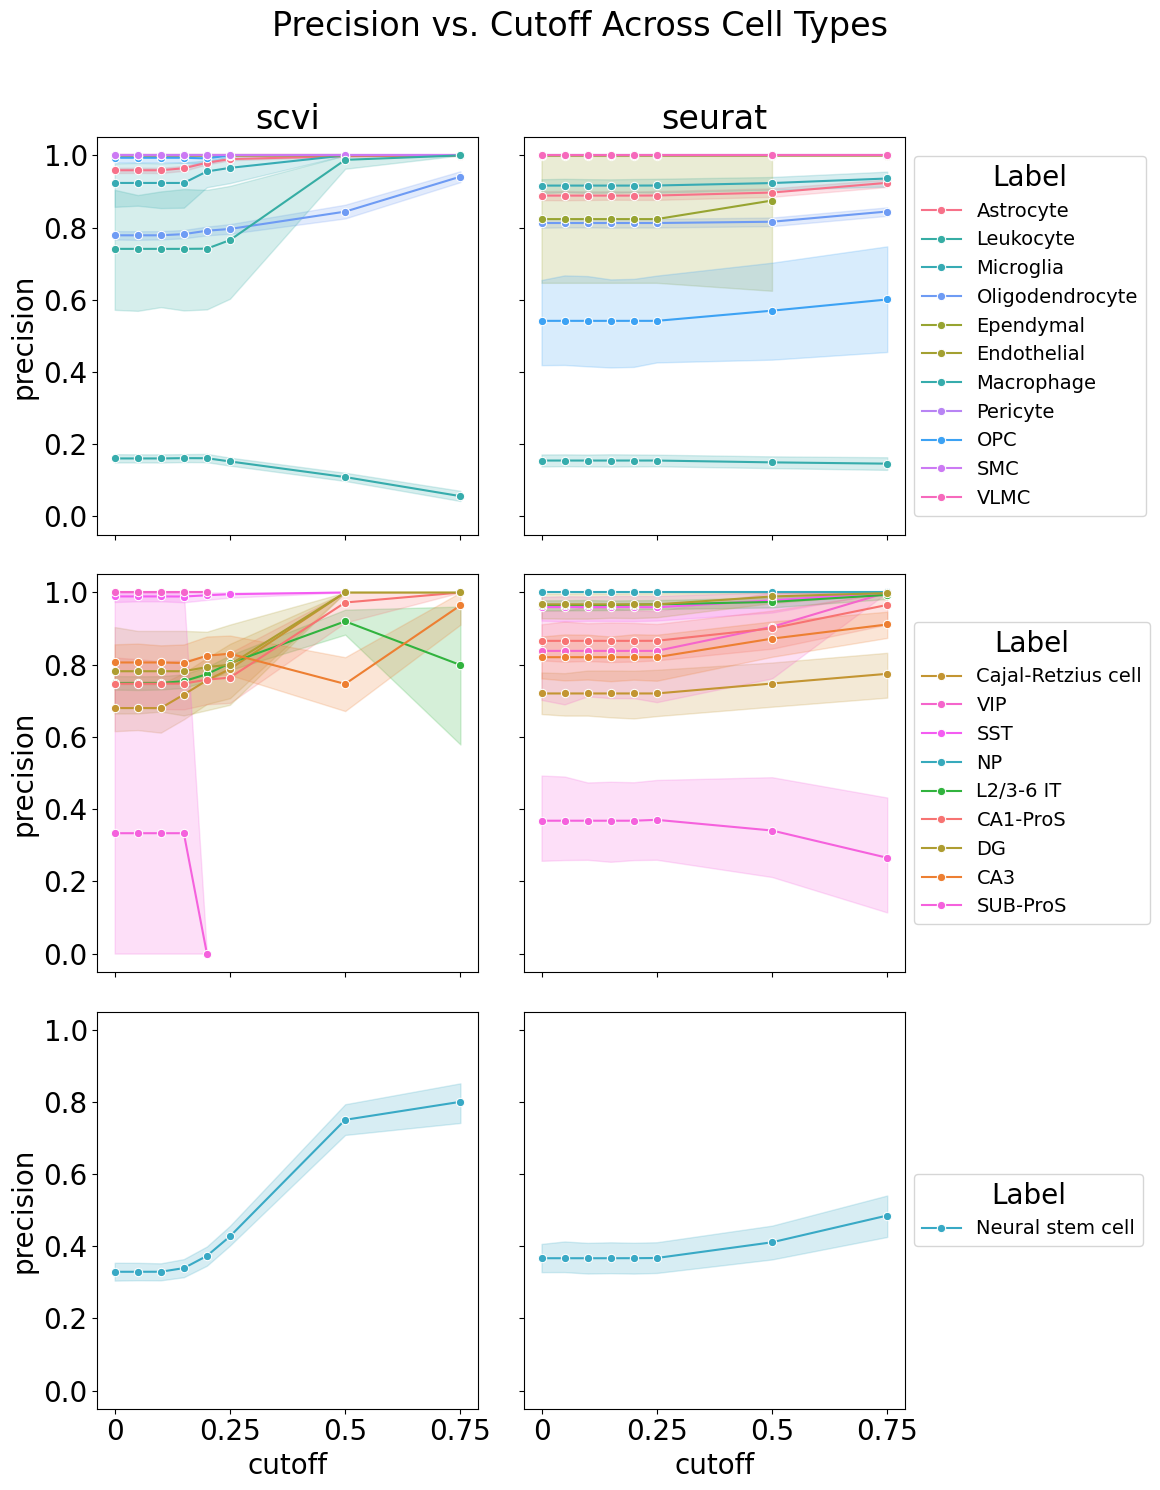 Precision vs. Cutoff Across Cell Types
scvi
seurat
precision
1.0
0.8
0.6
0.4
0.2
0.0
Label
Astrocyte
Leukocyte
Microglia
Oligodendrocyte
Ependymal
Endothelial
Macrophage
Pericyte
OPC
SMC
VLMC
precision
1.0
0.8
0.6
0.4
0.2
0.0
Label
Cajal-Retzius cell
VIP
SST
NP
L2/3-6 IT
CA1-ProS
DG
CA3
SUB-ProS
precision
1.0
0.8
0.6
0.4
0.2
0.0
Label
Neural stem cell
0 0.25 0.5 0.75
cutoff
0 0.25 0.5 0.75
cutoff